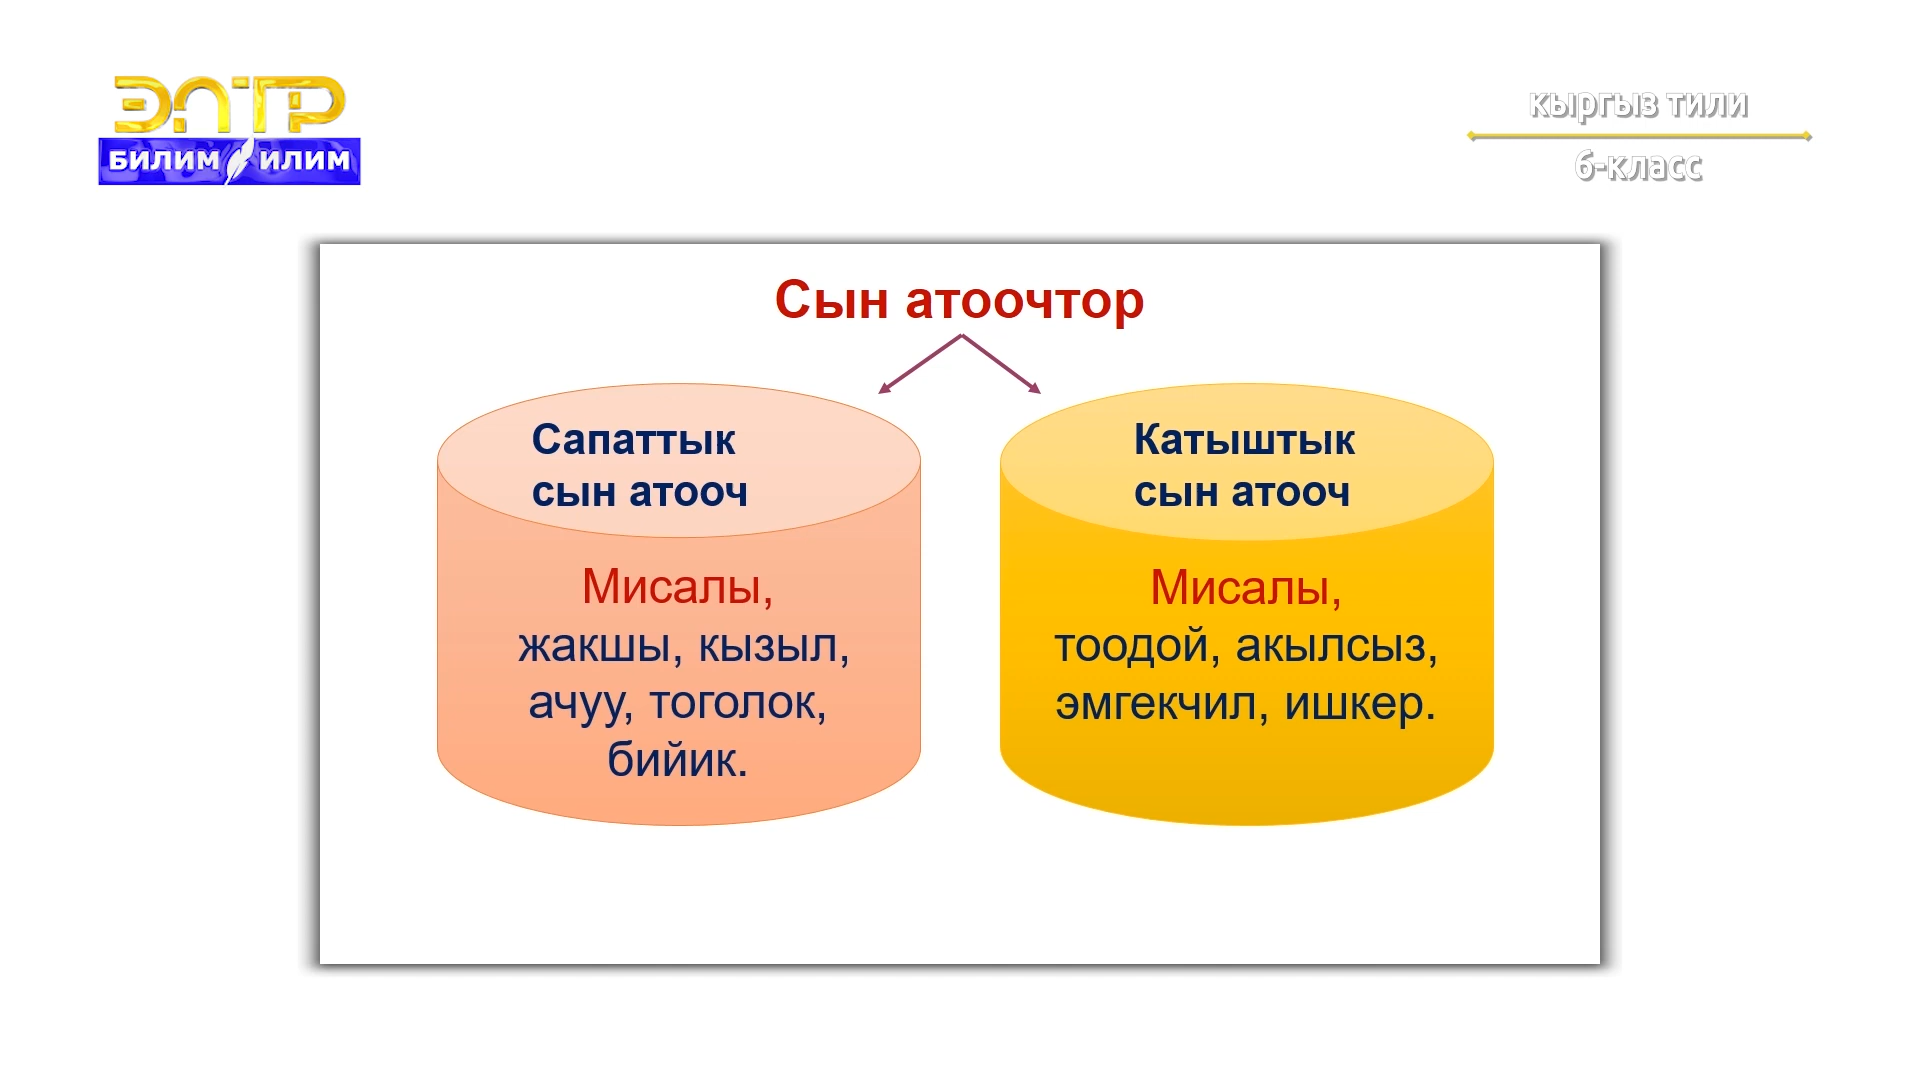 ЭЛТР
БИЛИМ ИЛИМ
кыргыз тили
6-класс
Сын атоочтор
Сапаттык
сын атооч
Мисалы,
жакшы, кызыл,
ачуу, тоголок,
бийик.
Катыштык
сын атооч
Мисалы,
тоодой, акылсыз,
эмгекчил, ишкер.